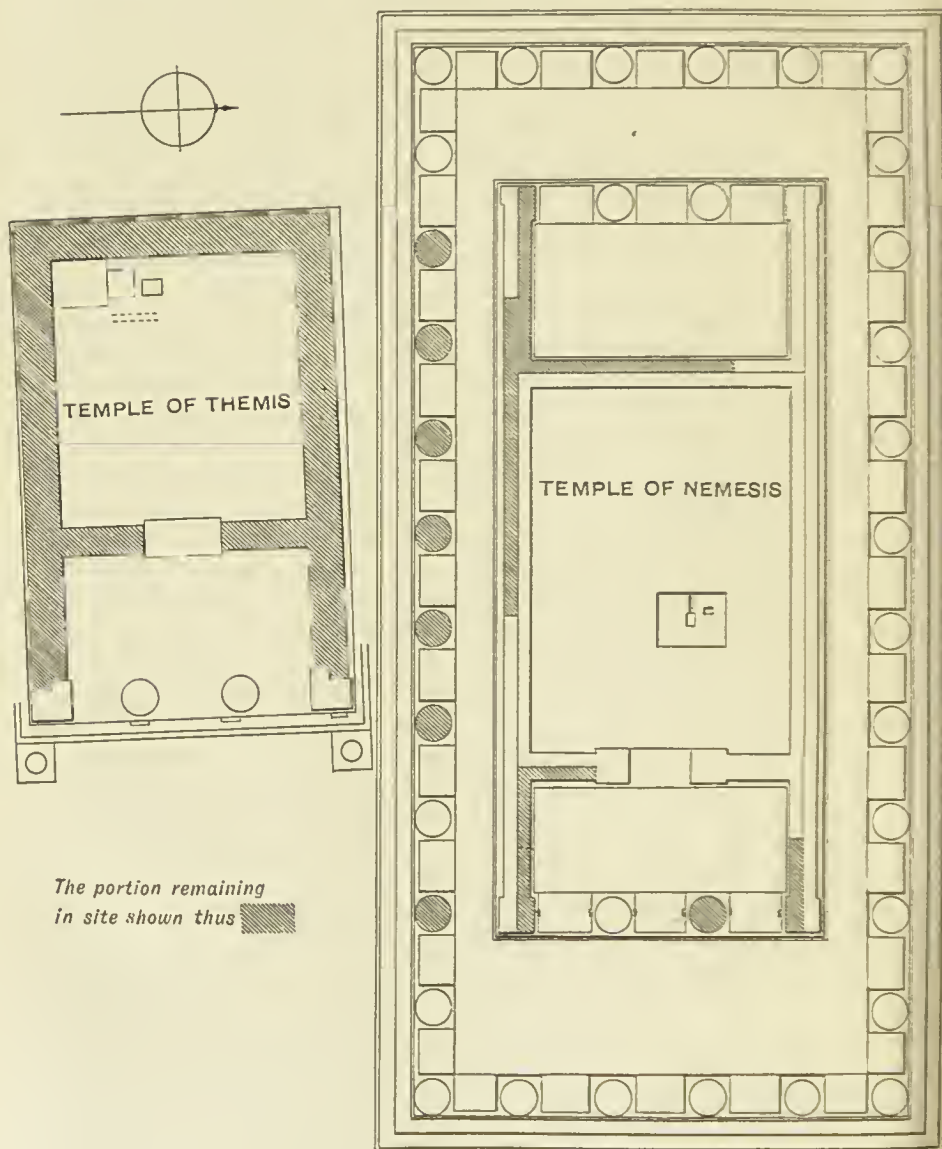 TEMPLE OF THEMIS
TEMPLE OF NEMESIS
The portion remaining
in site shown thus